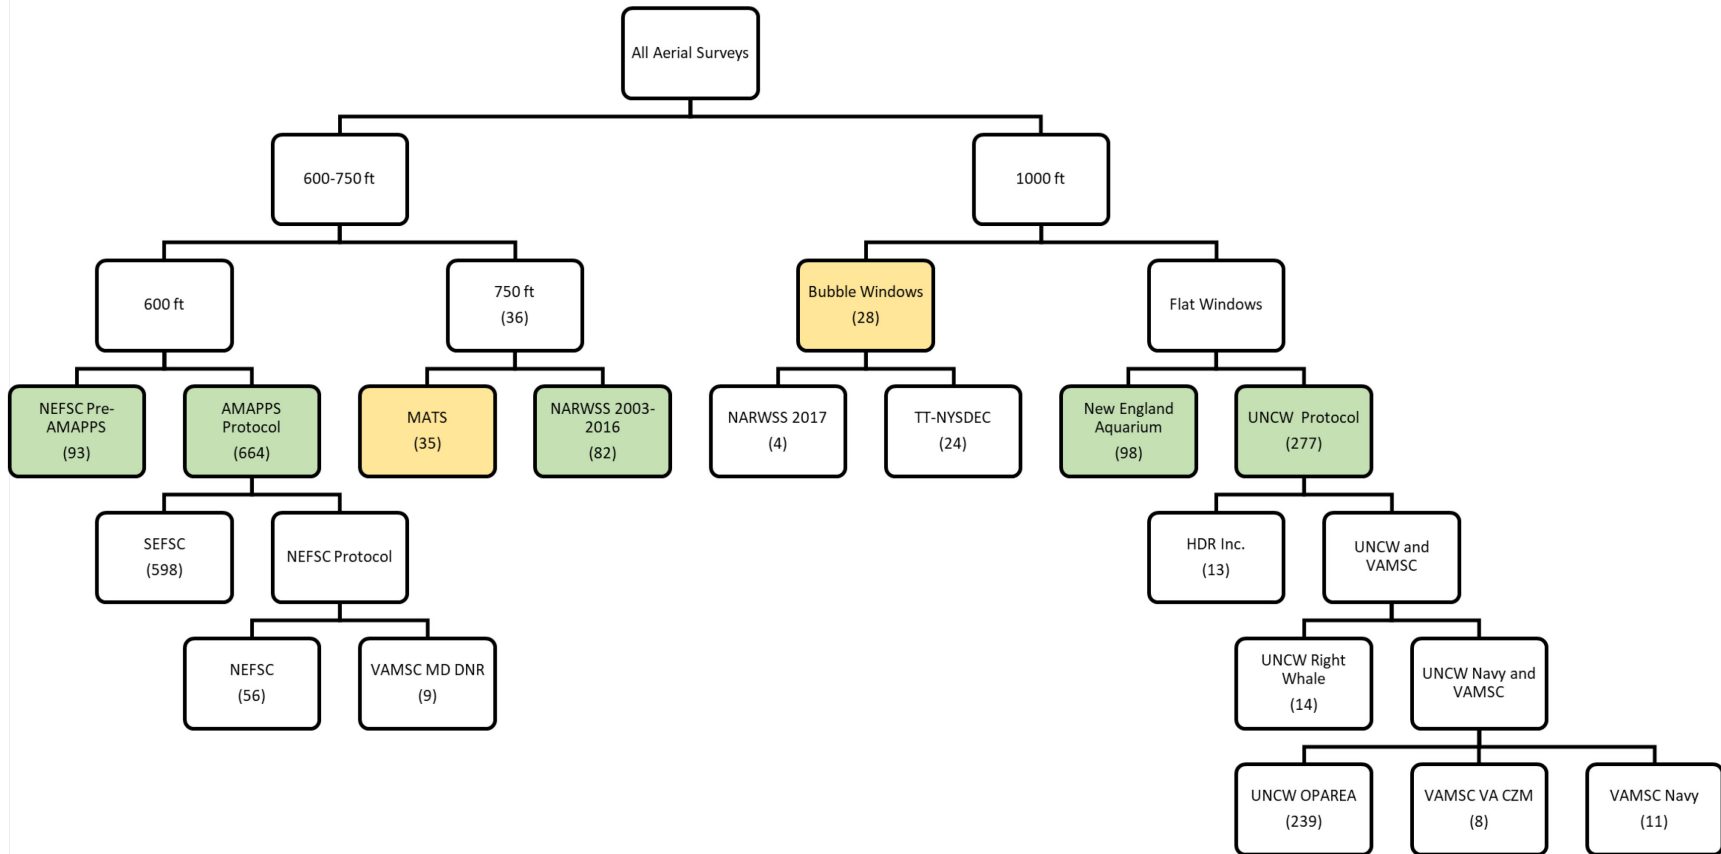 All Aerial Surveys
600-750 ft
1000 ft
600 ft
750 ft
(36)
Bubble Windows
(28)
Flat Windows
NEFSC Pre-
AMAPPS
(93)
AMAPPS
Protocol
(664)
MATS
(35)
NARWSS 2003-
2016
(82)
NARWSS 2017
(4)
TT-NYSDEC
(24)
New England
Aquarium
(98)
UNCW Protocol
(277)
SEFSC
(598)
NEFSC Protocol
HDR Inc.
(13)
UNCW and
VAMSC
NEFSC
(56)
VAMSC MD DNR
(9)
UNCW Right
Whale
(14)
UNCW Navy and
VAMSC
UNCW OPAREA
(239)
VAMSC VA CZM
(8)
VAMSC Navy
(11)